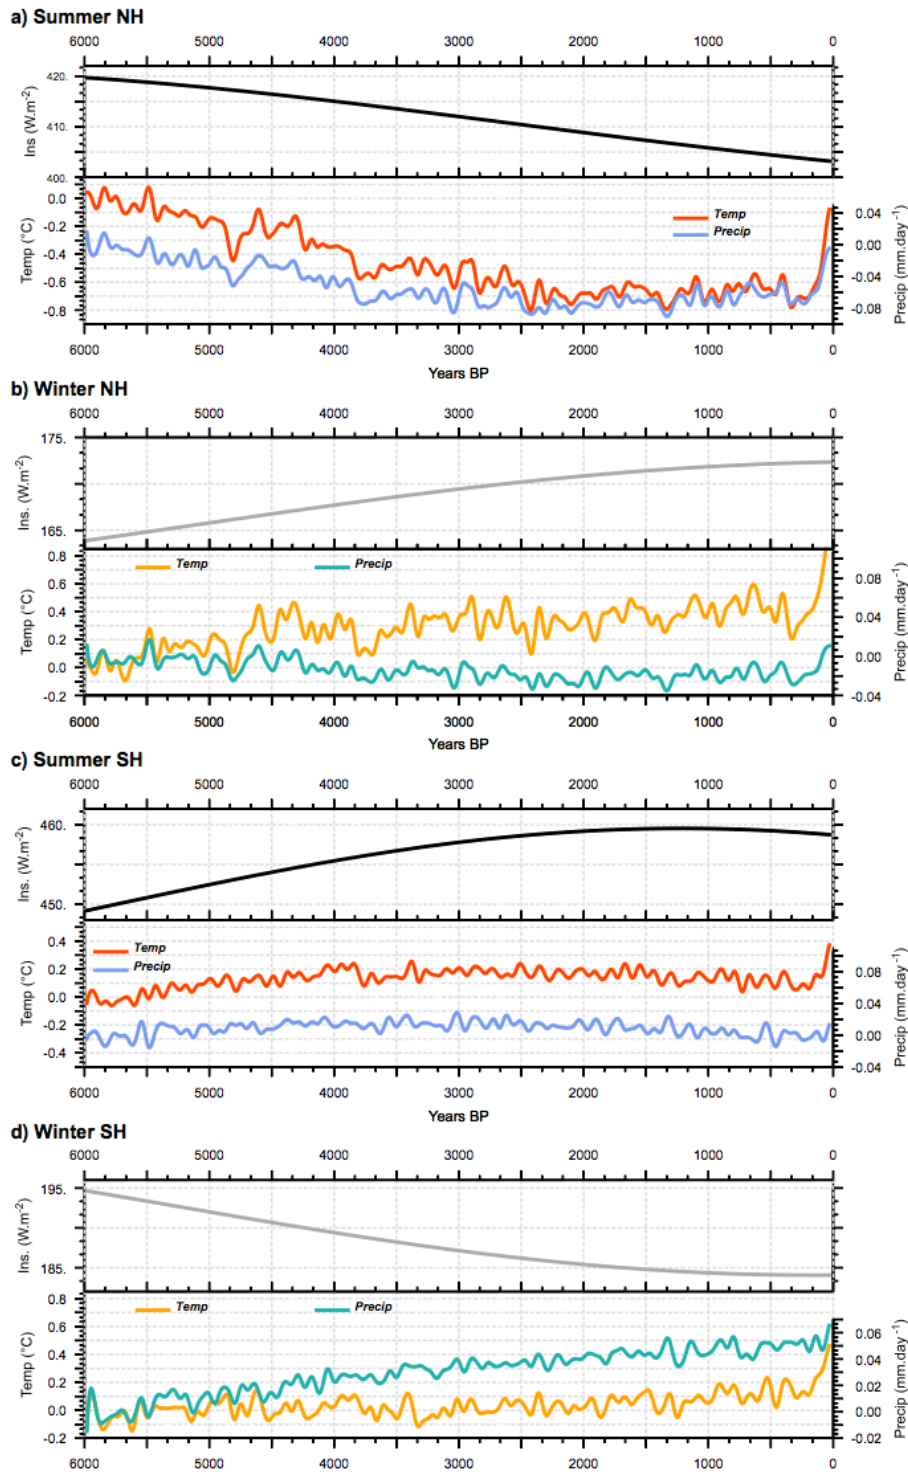 a) Summer NH
6000 5000 4000 3000 2000 1000 0
420.
410.
400.
Ins (W.m-2)
0.0
-0.2
-0.4
-0.6
-0.8
Temp (°C)
Temp
Precip
0.04
0.00
-0.04
-0.08
Precip (mm.day-1)
6000 5000 4000 3000 2000 1000 0
Years BP
b) Winter NH
6000 5000 4000 3000 2000 1000 0
175.
165.
Ins. (W.m-2)
0.8
0.6
0.4
0.2
0.0
-0.2
Temp (°C)
Temp Precip
0.08
0.04
0.00
-0.04
Precip (mm.day-1)
6000 5000 4000 3000 2000 1000 0
Years BP
c) Summer SH
6000 5000 4000 3000 2000 1000 0
460.
450.
Ins. (W.m-2)
0.4
0.2
0.0
-0.2
-0.4
Temp (°C)
Temp
Precip
0.08
0.04
0.00
-0.04
Precip (mm.day-1)
6000 5000 4000 3000 2000 1000 0
Years BP
d) Winter SH
6000 5000 4000 3000 2000 1000 0
195.
185.
Ins. (W.m-2)
0.8
0.6
0.4
0.2
0.0
-0.2
Temp (°C)
Temp Precip
0.06
0.04
0.02
0.00
-0.02
Precip (mm.day-1)
6000 5000 4000 3000 2000 1000 0